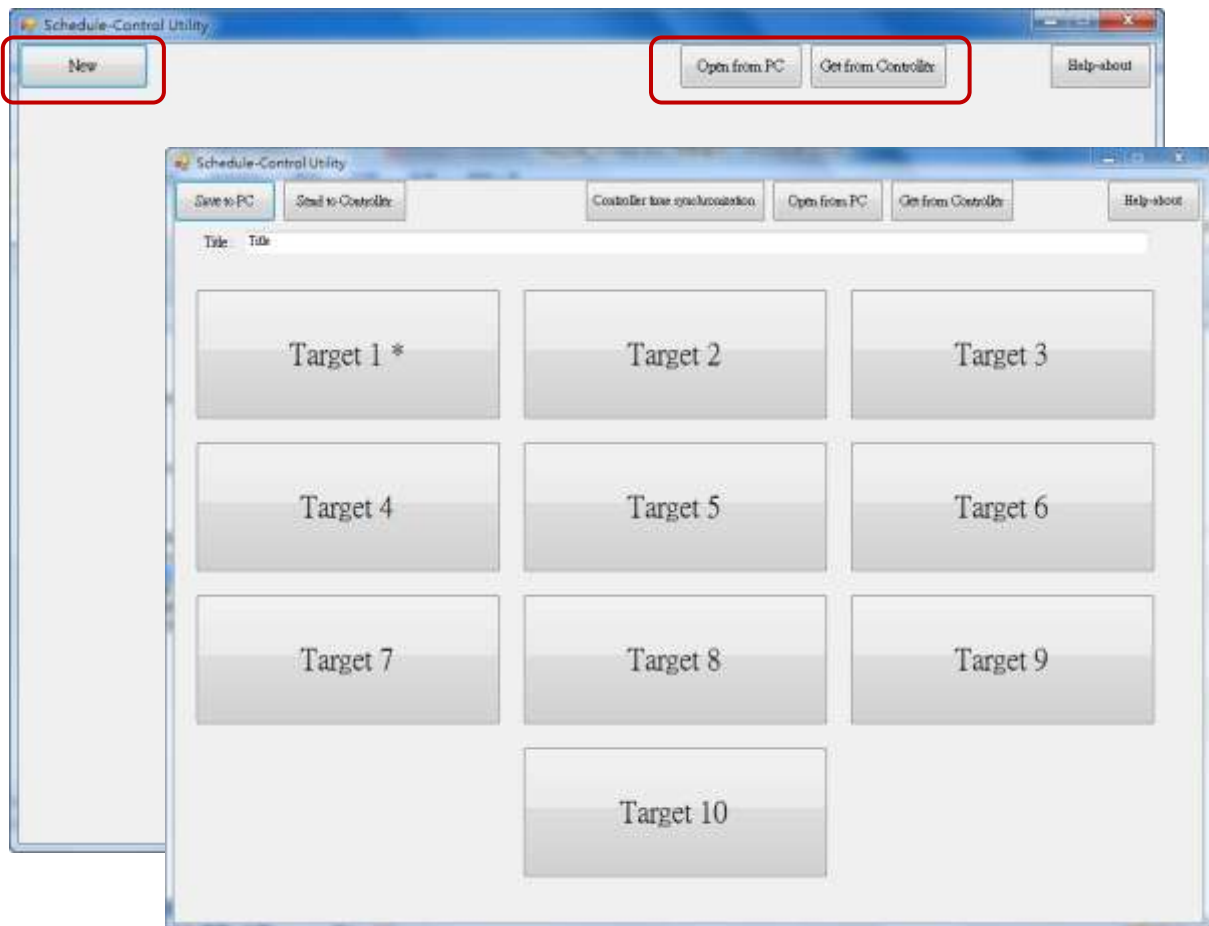 Schedule-Control Utility
New Open from PC Get from Controller Help-about
Schedule-Control Utility
Save to PC Send to Controller Controller time synchronization Open from PC Get from Controller Help-about
Title Title
Target 1 * Target 2 Target 3
Target 4 Target 5 Target 6
Target 7 Target 8 Target 9
Target 10